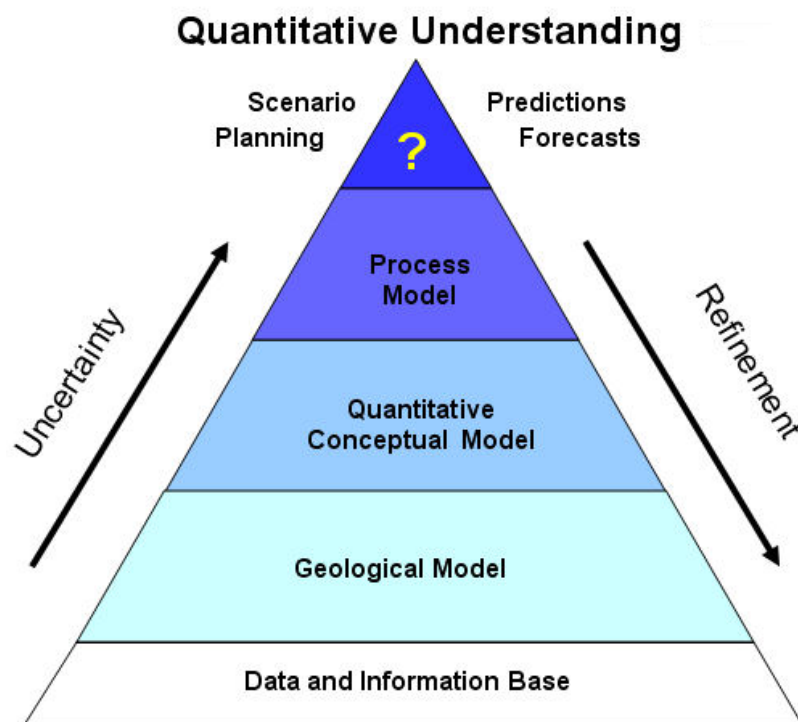 Quantitative Understanding
Scenario
Planning
Predictions
Forecasts
?
Process
Model
Uncertainty
Refinement
Quantitative
Conceptual Model
Geological Model
Data and Information Base